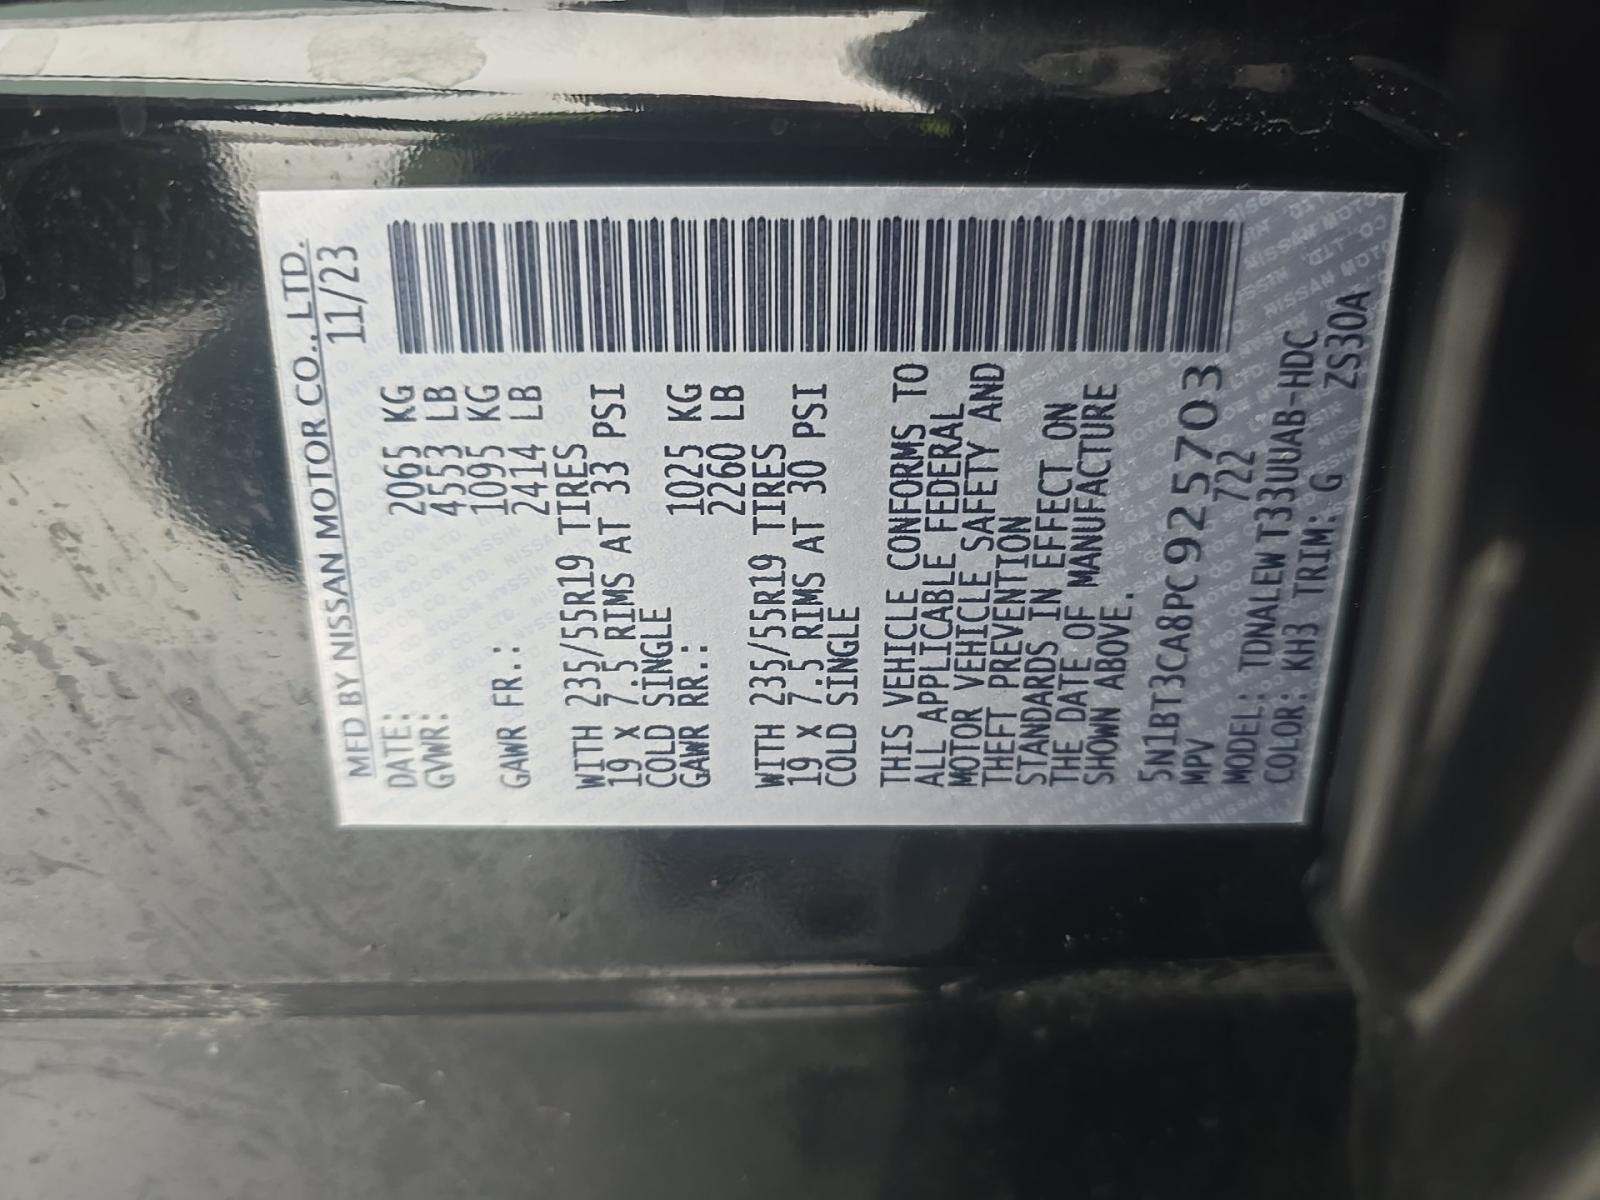 MFD BY NISSAN MOTOR CO., LTD.
DATE: 11/23
GVWR: 2065 KG
4553 LB
GAWR FR.: 1095 KG
2414 LB
WITH 235/55R19 TIRES
19 X 7.5 RIMS AT 33 PSI
COLD SINGLE
GAWR RR.: 1025 KG
2260 LB
WITH 235/55R19 TIRES
19 X 7.5 RIMS AT 30 PSI
COLD SINGLE
THIS VEHICLE CONFORMS TO
ALL APPLICABLE FEDERAL
MOTOR VEHICLE SAFETY AND
THEFT PREVENTION
STANDARDS IN EFFECT ON
THE DATE OF MANUFACTURE
SHOWN ABOVE.
5N1BT3CA8PC925703
MPV 722
MODEL: TDNALEW T33UUAB-HDC
COLOR: KH3 TRIM: G ZS30A